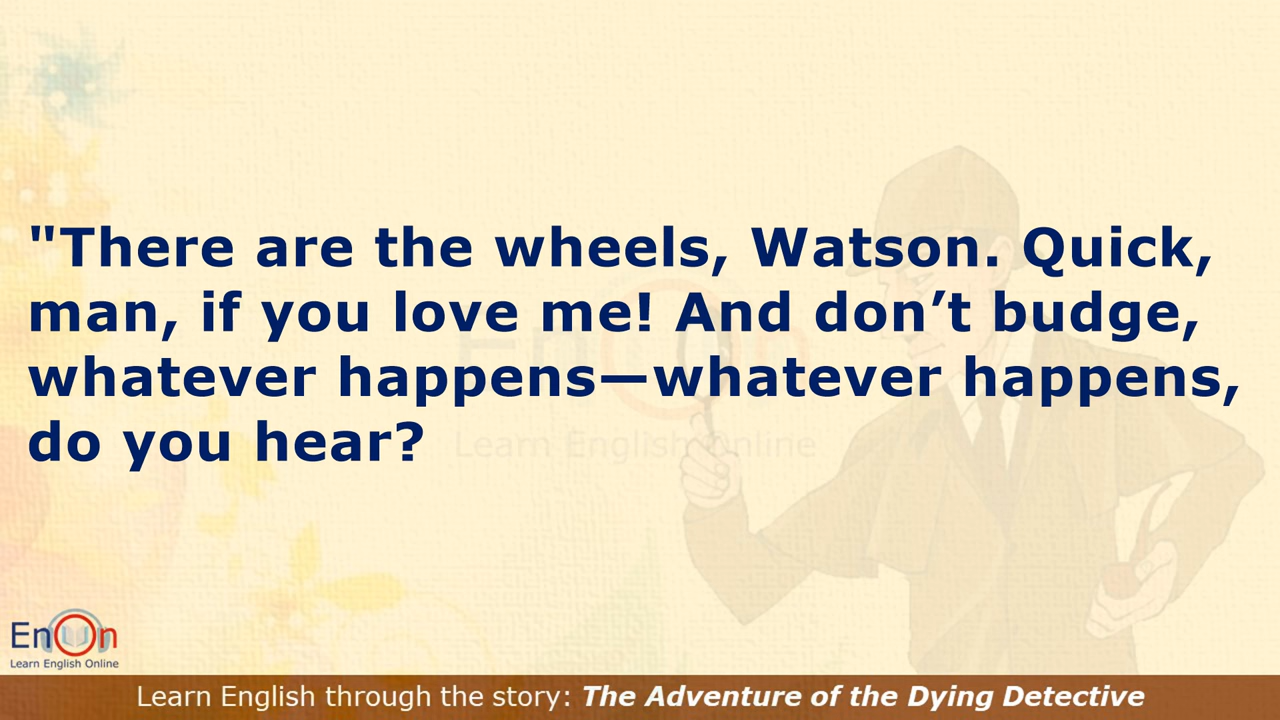 "There are the wheels, Watson. Quick,
man, if you love me! And don’t budge,
whatever happens—whatever happens,
do you hear?
EnOn
Learn English Online
EnOn
Learn English Online
Learn English through the story: The Adventure of the Dying Detective